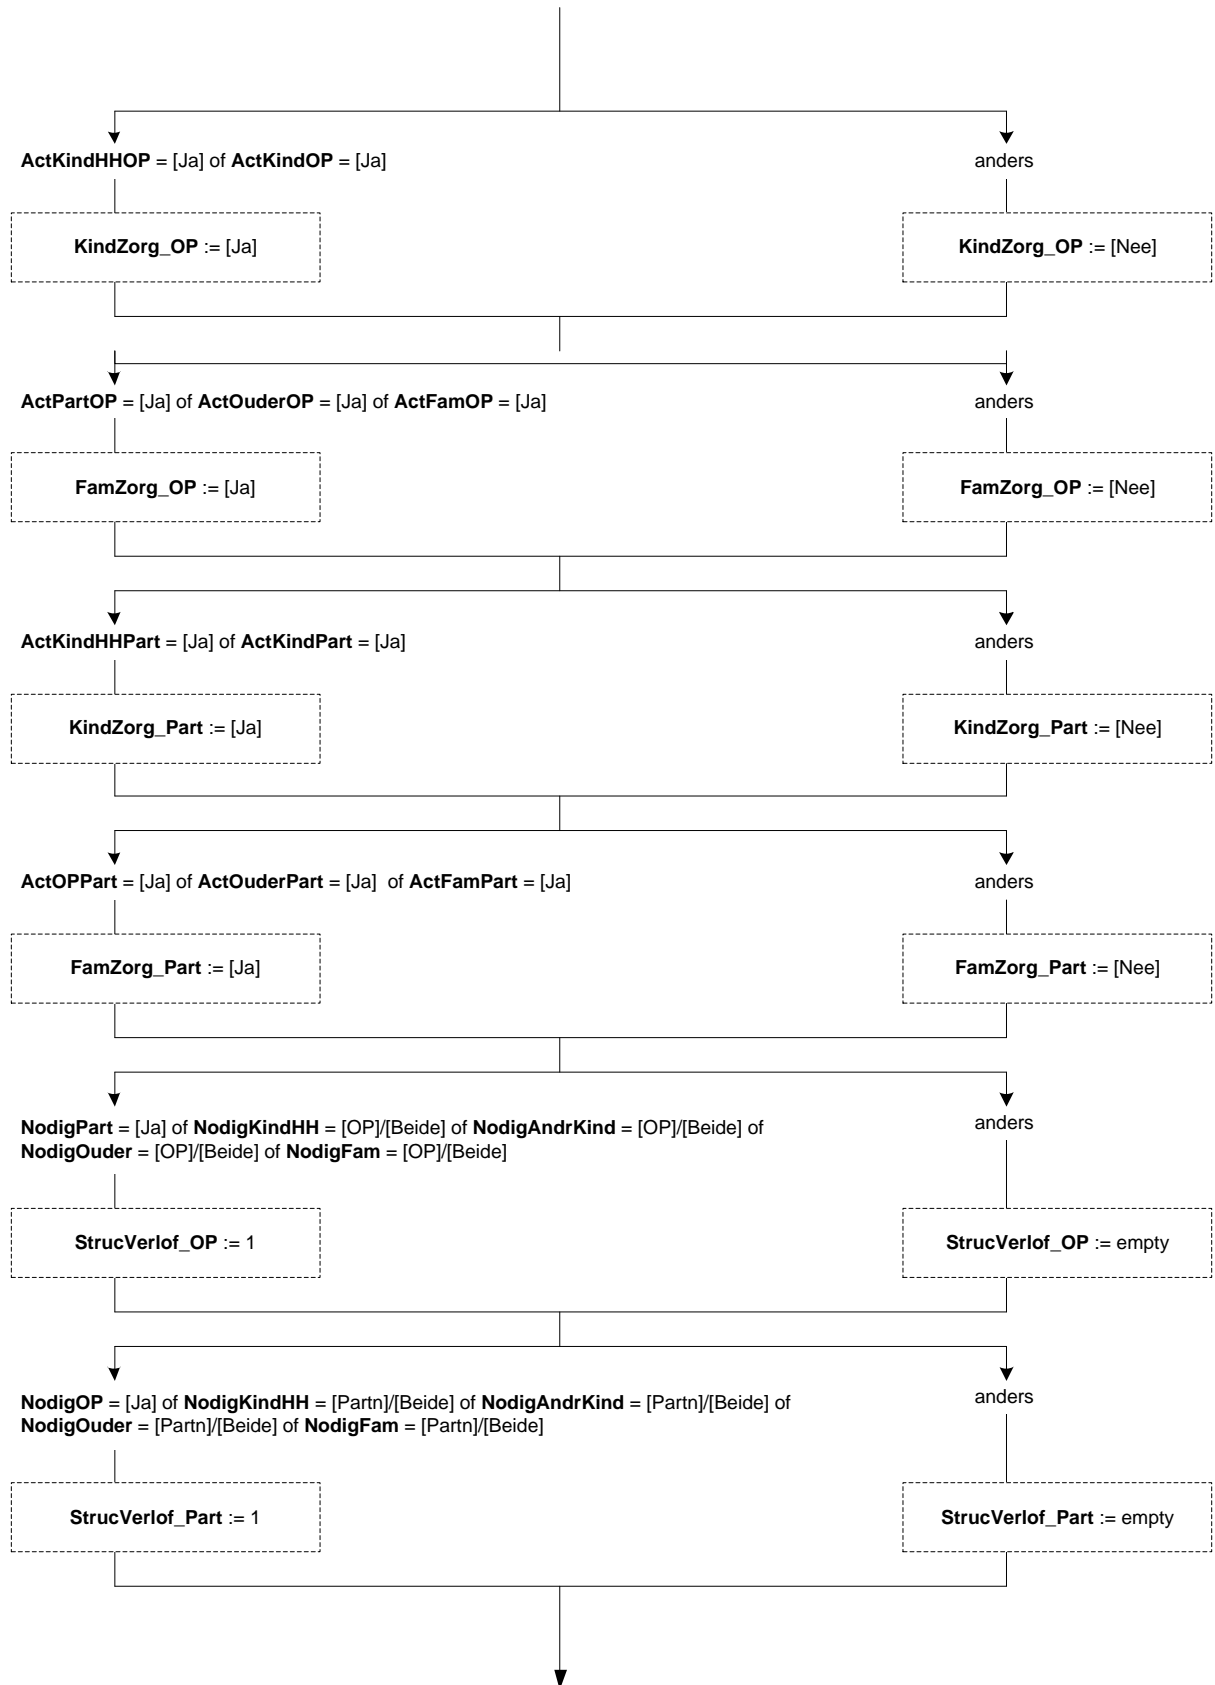 ActKindHHOP = [Ja] of ActKindOP = [Ja]
anders
KindZorg_OP := [Ja]
KindZorg_OP := [Nee]
ActPartOP = [Ja] of ActOuderOP = [Ja] of ActFamOP = [Ja]
anders
FamZorg_OP := [Ja]
FamZorg_OP := [Nee]
ActKindHHPart = [Ja] of ActKindPart = [Ja]
anders
KindZorg_Part := [Ja]
KindZorg_Part := [Nee]
ActOPPart = [Ja] of ActOuderPart = [Ja]  of ActFamPart = [Ja]
anders
FamZorg_Part := [Ja]
FamZorg_Part := [Nee]
NodigPart = [Ja] of NodigKindHH = [OP]/[Beide] of NodigAndrKind = [OP]/[Beide] of
NodigOuder = [OP]/[Beide] of NodigFam = [OP]/[Beide]
anders
StrucVerlof_OP := 1
StrucVerlof_OP := empty
NodigOP = [Ja] of NodigKindHH = [Partn]/[Beide] of NodigAndrKind = [Partn]/[Beide] of
NodigOuder = [Partn]/[Beide] of NodigFam = [Partn]/[Beide]
anders
StrucVerlof_Part := 1
StrucVerlof_Part := empty